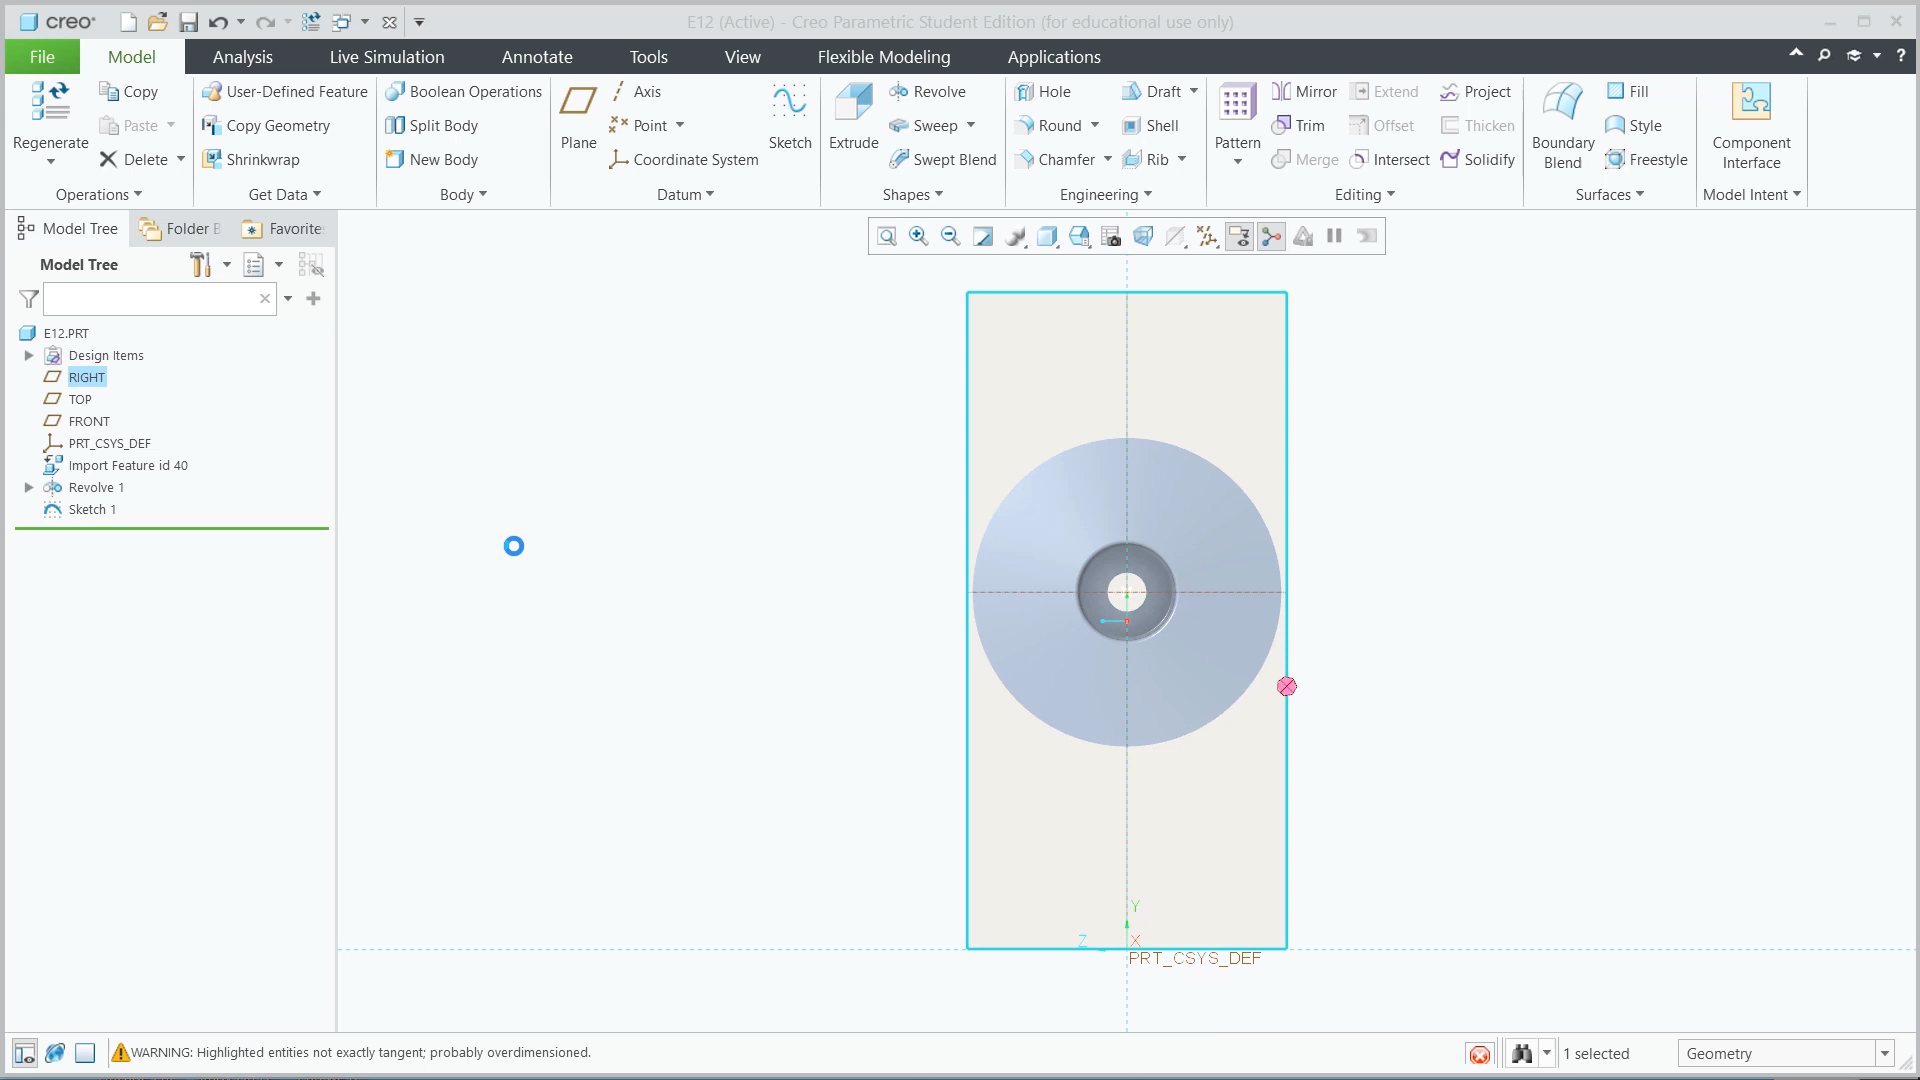 creo
E12 (Active) - Creo Parametric Student Edition (for educational use only)
File
Model
Analysis
Live Simulation
Annotate
Tools
View
Flexible Modeling
Applications
?
Regenerate
Copy
Paste
Delete
Operations
User-Defined Feature
Copy Geometry
Shrinkwrap
Get Data
Boolean Operations
Split Body
New Body
Body
Plane
Axis
Point
Coordinate System
Sketch
Datum
Extrude
Revolve
Sweep
Swept Blend
Shapes
Hole
Round
Chamfer
Draft
Shell
Rib
Engineering
Pattern
Mirror
Trim
Merge
Extend
Offset
Intersect
Project
Thicken
Solidify
Editing
Boundary
Blend
Fill
Style
Freestyle
Surfaces
Component
Interface
Model Intent
Model Tree
Folder B
Favorite
Model Tree
E12.PRT
Design Items
RIGHT
TOP
FRONT
PRT_CSYS_DEF
Import Feature id 40
Revolve 1
Sketch 1
Y
Z
X
PRT_CSYS_DEF
WARNING: Highlighted entities not exactly tangent; probably overdimensioned.
1 selected
Geometry